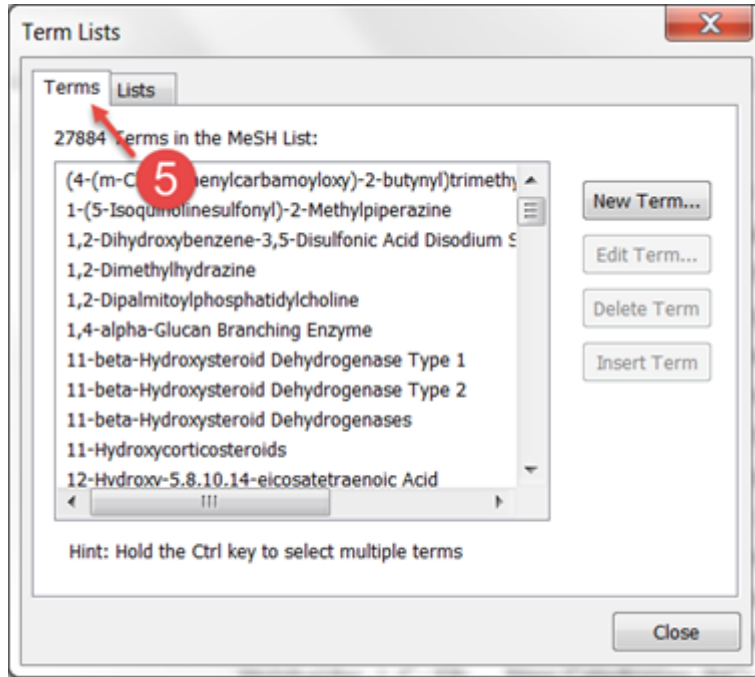 Term Lists
Terms Lists
27884 Terms in the MeSH List:
(4-(m-C enylcarbamoyloxy)-2-butynyl)trimethy
5
1-(5-Isoquinolinesulfonyl)-2-Methylpiperazine
1,2-Dihydroxybenzene-3,5-Disulfonic Acid Disodium S
1,2-Dimethylhydrazine
1,2-Dipalmitoylphosphatidylcholine
1,4-alpha-Glucan Branching Enzyme
11-beta-Hydroxysteroid Dehydrogenase Type 1
11-beta-Hydroxysteroid Dehydrogenase Type 2
11-beta-Hydroxysteroid Dehydrogenases
11-Hydroxycorticosteroids
12-Hydroxy-5,8,10,14-eicosatetraenoic Acid
New Term...
Edit Term...
Delete Term
Insert Term
Hint: Hold the Ctrl key to select multiple terms
Close